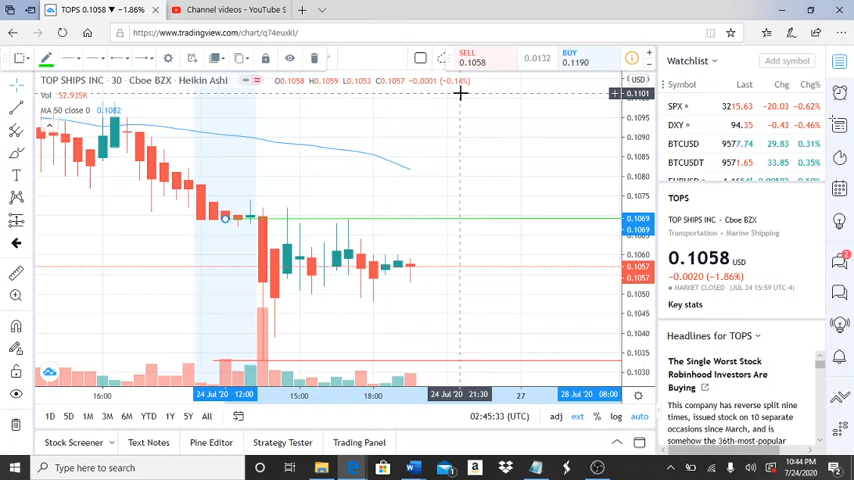 TOPS 0.1058 ▼ −1.86%
Channel videos - YouTube S
https://www.tradingview.com/chart/q74euxkl/
SELL
0.1058
0.0132
BUY
0.1190
Watchlist
Add symbol
TOP SHIPS INC · 30 · Cboe BZX · Heikin Ashi
O0.1058 H0.1059 L0.1053 C0.1057 -0.0001 (-0.14%)
Vol 52.935K
MA 50 close 0 0.1082
(USD)
0.1101
0.1095
0.1090
0.1085
0.1080
0.1075
0.1069
0.1069
0.1060
0.1057
0.1057
0.1050
0.1045
0.1040
0.1035
0.1030
Symbol Last Chg Chg%
SPX 3215.63 -20.03 -0.62%
DXY 94.35 -0.43 -0.46%
BTCUSD 9577.74 29.83 0.31%
BTCUSDT 9571.65 33.85 0.35%
TOPS
TOP SHIPS INC · Cboe BZX
Transportation · Marine Shipping
0.1058 USD
−0.0020 (−1.86%)
MARKET CLOSED (JUL 24 15:59 UTC-4)
Key stats
Headlines for TOPS
The Single Worst Stock
Robinhood Investors Are
Buying
This company has reverse split nine
times, issued stock on 10 separate
occasions since March, and is
somehow the 36th-most-popular
16:00
24 Jul '20 12:00
15:00
18:00
24 Jul '20 21:30
27
28 Jul '20 08:00
1D 5D 1M 3M 6M YTD 1Y 5Y All
02:45:33 (UTC)
adj ext % log auto
Stock Screener
Text Notes
Pine Editor
Strategy Tester
Trading Panel
Type here to search
10:44 PM
7/24/2020